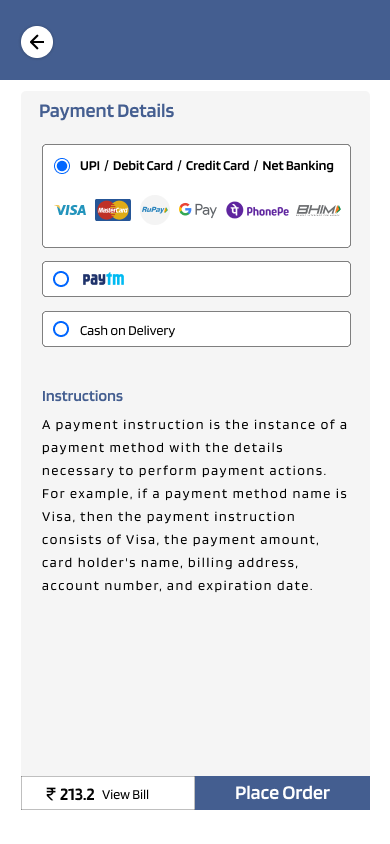 Payment Details
UPI / Debit Card / Credit Card / Net Banking
VISA MasterCard RuPay G Pay PhonePe BHIM
paytm
Cash on Delivery
Instructions
A payment instruction is the instance of a
payment method with the details
necessary to perform payment actions.
For example, if a payment method name is
Visa, then the payment instruction
consists of Visa, the payment amount,
card holder's name, billing address,
account number, and expiration date.
₹ 213.2 View Bill Place Order